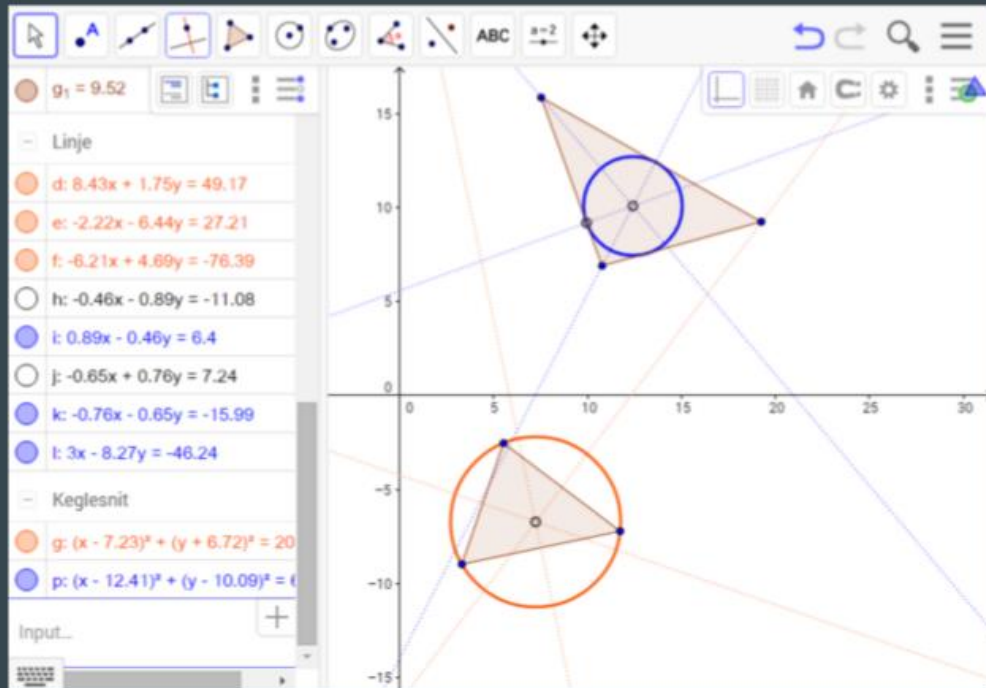 A
ABC
a=2
g₁ = 9.52
Linje
d: 8.43x + 1.75y = 49.17
e: -2.22x - 6.44y = 27.21
f: -6.21x + 4.69y = -76.39
h: -0.46x - 0.89y = -11.08
i: 0.89x - 0.46y = 6.4
j: -0.65x + 0.76y = 7.24
k: -0.76x - 0.65y = -15.99
l: 3x - 8.27y = -46.24
Keglesnit
g: (x - 7.23)² + (y + 6.72)² = 20
p: (x - 12.41)² + (y - 10.09)² = 6
Input...
15
10
5
0
0 5 10 15 20 25 30
-5
-10
-15